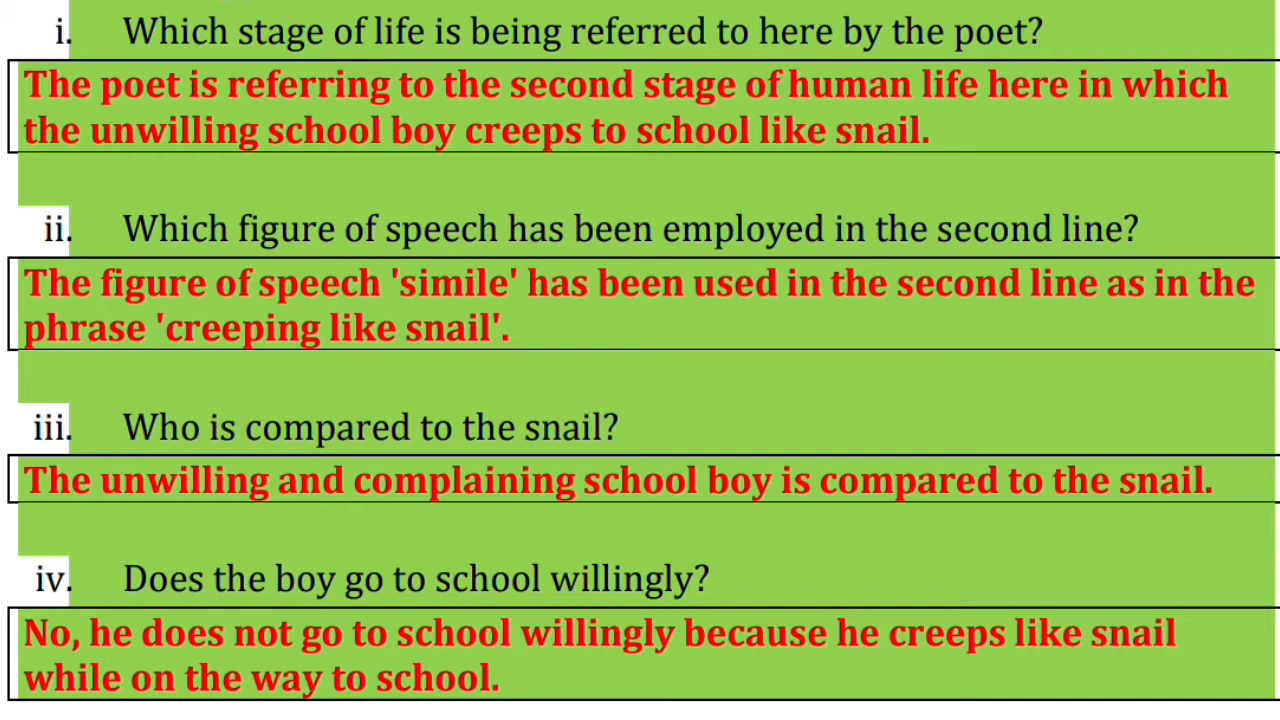 i. Which stage of life is being referred to here by the poet?
The poet is referring to the second stage of human life here in which
the unwilling school boy creeps to school like snail.
ii. Which figure of speech has been employed in the second line?
The figure of speech 'simile' has been used in the second line as in the
phrase 'creeping like snail'.
iii. Who is compared to the snail?
The unwilling and complaining school boy is compared to the snail.
iv. Does the boy go to school willingly?
No, he does not go to school willingly because he creeps like snail
while on the way to school.